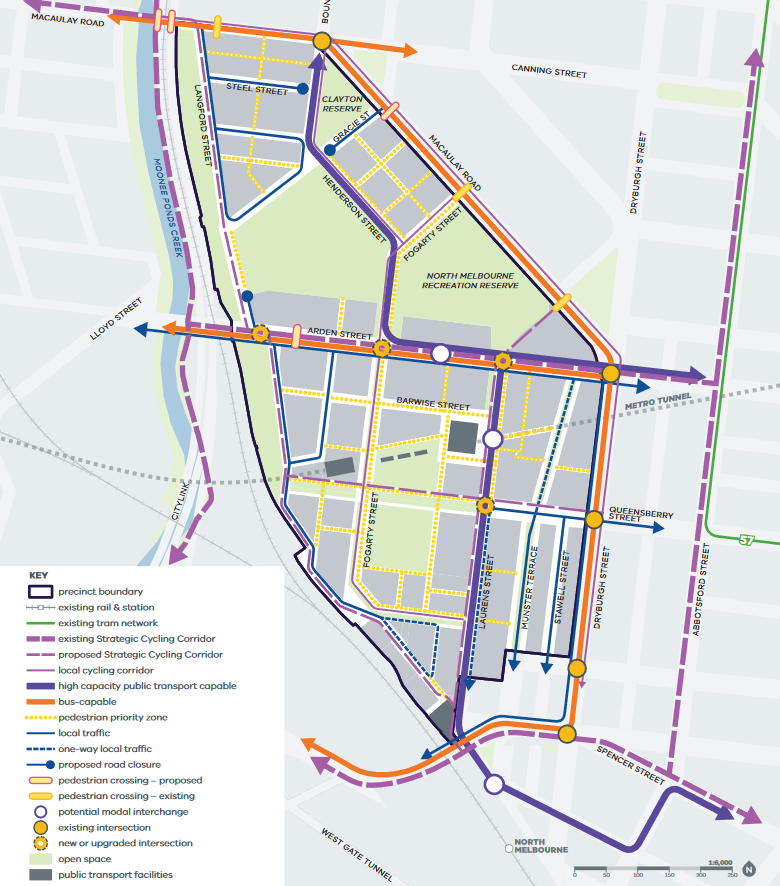 MACAULAY ROAD
BOUN
CANNING STREET
STEEL STREET
LANGFORD STREET
CLAYTON
RESERVE
GRACIE ST
MACAULAY ROAD
DRYBURGH STREET
MOONEE PONDS CREEK
HENDERSON STREET
FOGARTY STREET
NORTH MELBOURNE
RECREATION RESERVE
LLOYD STREET
ARDEN STREET
BARWISE STREET
METRO TUNNEL
CITYLINK
QUEENSBERRY
STREET
57
FOGARTY STREET
LAURENS STREET
MUNSTER TERRACE
STAWELL STREET
DRYBURGH STREET
ABBOTSFORD STREET
SPENCER STREET
WEST GATE TUNNEL
NORTH
MELBOURNE
1:6,000
0 50 100 150 200 250
N
KEY
precinct boundary
existing rail & station
existing tram network
existing Strategic Cycling Corridor
proposed Strategic Cycling Corridor
local cycling corridor
high capacity public transport capable
bus-capable
pedestrian priority zone
local traffic
one-way local traffic
proposed road closure
pedestrian crossing – proposed
pedestrian crossing – existing
potential modal interchange
existing intersection
new or upgraded intersection
open space
public transport facilities